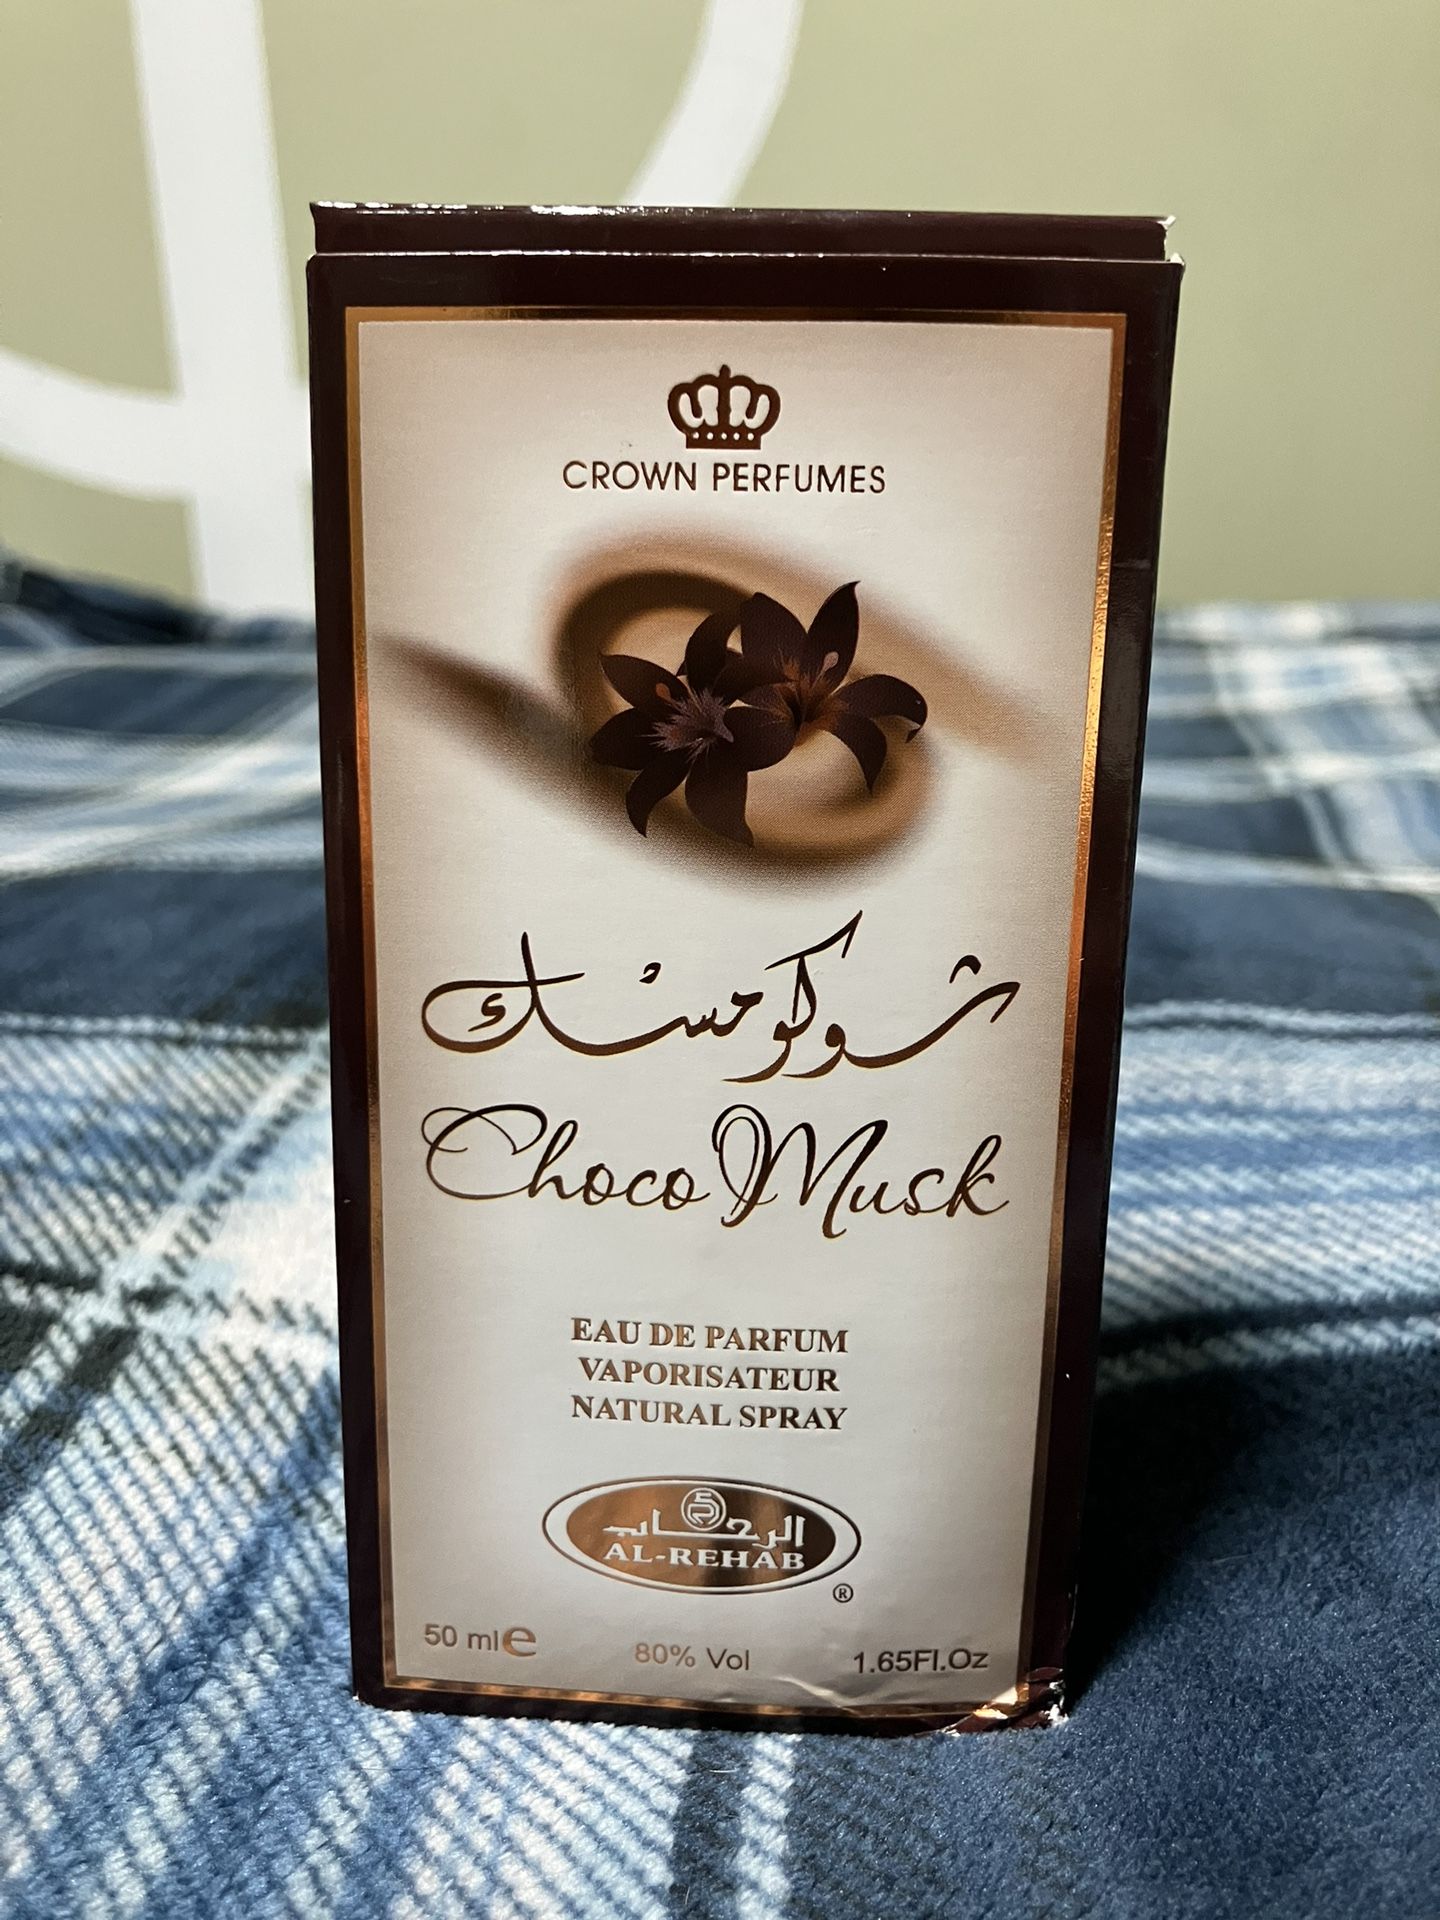 CROWN PERFUMES
شوكو مسك
Choco Musk
EAU DE PARFUM
VAPORISATEUR
NATURAL SPRAY
الرحاب
AL-REHAB
®
50 ml e
80% Vol
1.65Fl.Oz